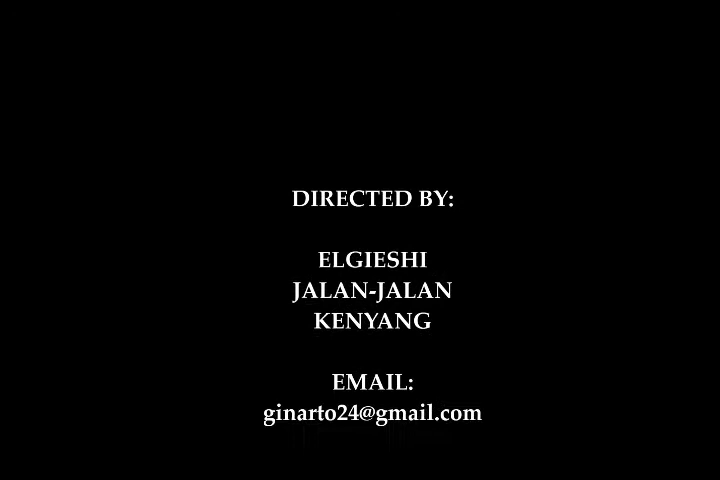 DIRECTED BY:
ELGIESHI
JALAN-JALAN
KENYANG
EMAIL:
ginarto24@gmail.com